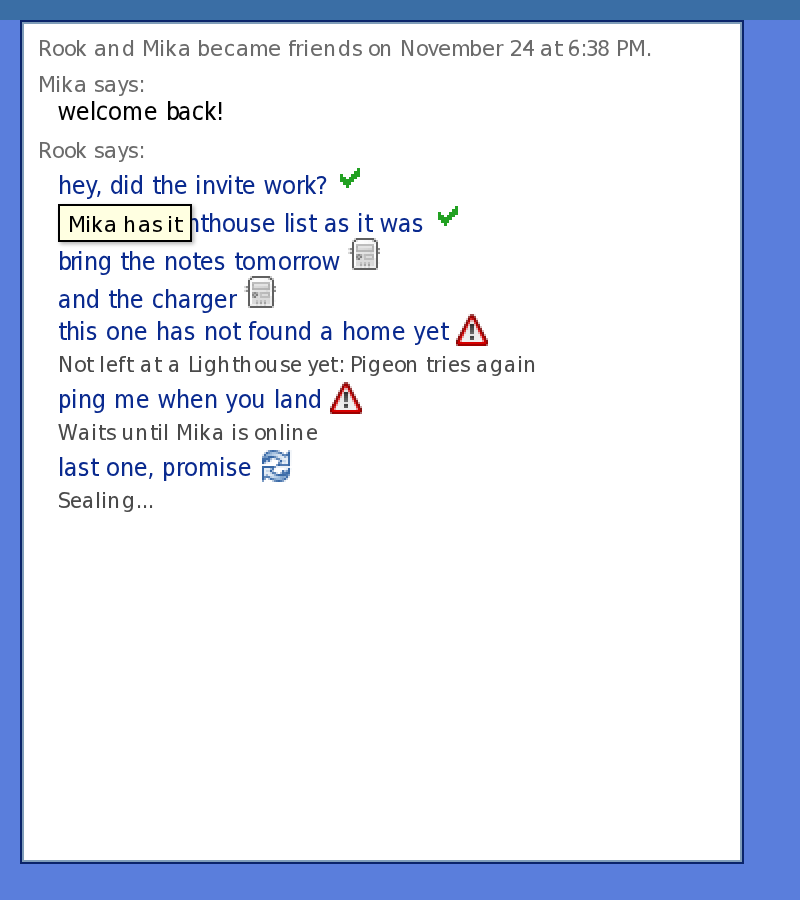 Rook and Mika became friends on November 24 at 6:38 PM.
Mika says:
welcome back!
Rook says:
hey, did the invite work?
Mika has it
list as it was
bring the notes tomorrow
and the charger
this one has not found a home yet
Not left at a Lighthouse yet: Pigeon tries again
ping me when you land
Waits until Mika is online
last one, promise
Sealing...